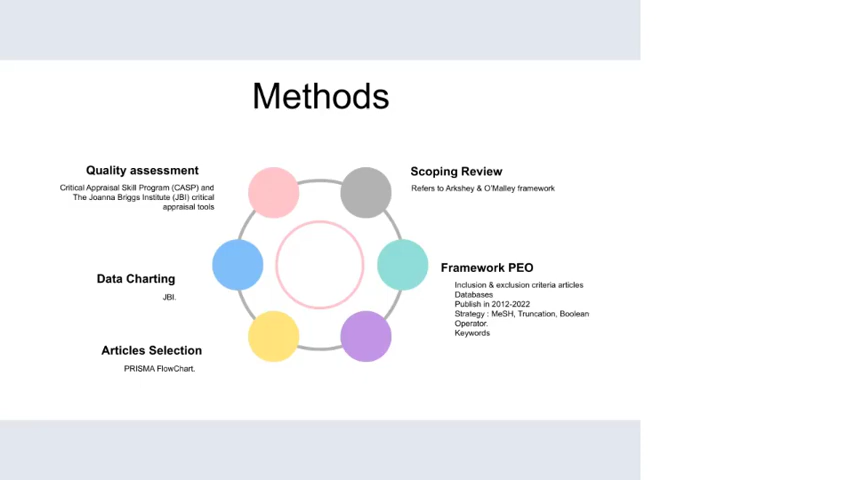 Methods
Quality assessment
Critical Appraisal Skill Program (CASP) and
The Joanna Briggs Institute (JBI) critical
appraisal tools
Scoping Review
Refers to Arkshey & O'Malley framework
Data Charting
JBI.
Framework PEO
Inclusion & exclusion criteria articles
Databases
Publish in 2012-2022
Strategy : MeSH, Truncation, Boolean
Operator.
Keywords
Articles Selection
PRISMA FlowChart.